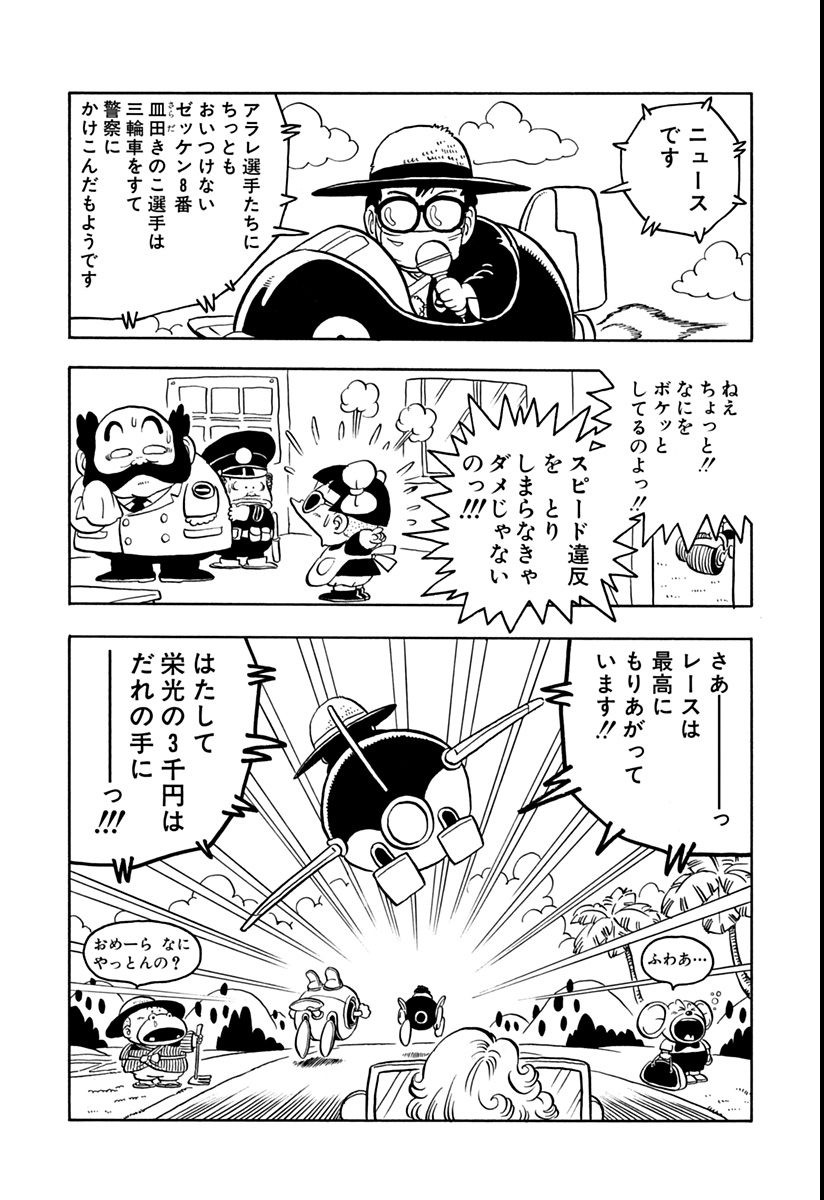 ニュース
です
アラレ選手たちに
ちっとも
おいつけない
ゼッケン8番
皿田きのこ選手は
さらだ
三輪車をすて
警察に
かけこんだもようです
ねえ
ちょっと!!
なにを
ボケッと
してるのよっ!!
スピード違反
を とり
しまらなきゃ
ダメじゃない
のっ!!!
さあーーっ
レースは
最高に
もりあがって
います!!
はたして
栄光の3千円は
だれの手に
ーーっ!!!
ふわあ…
おめーら なに
やっとんの?